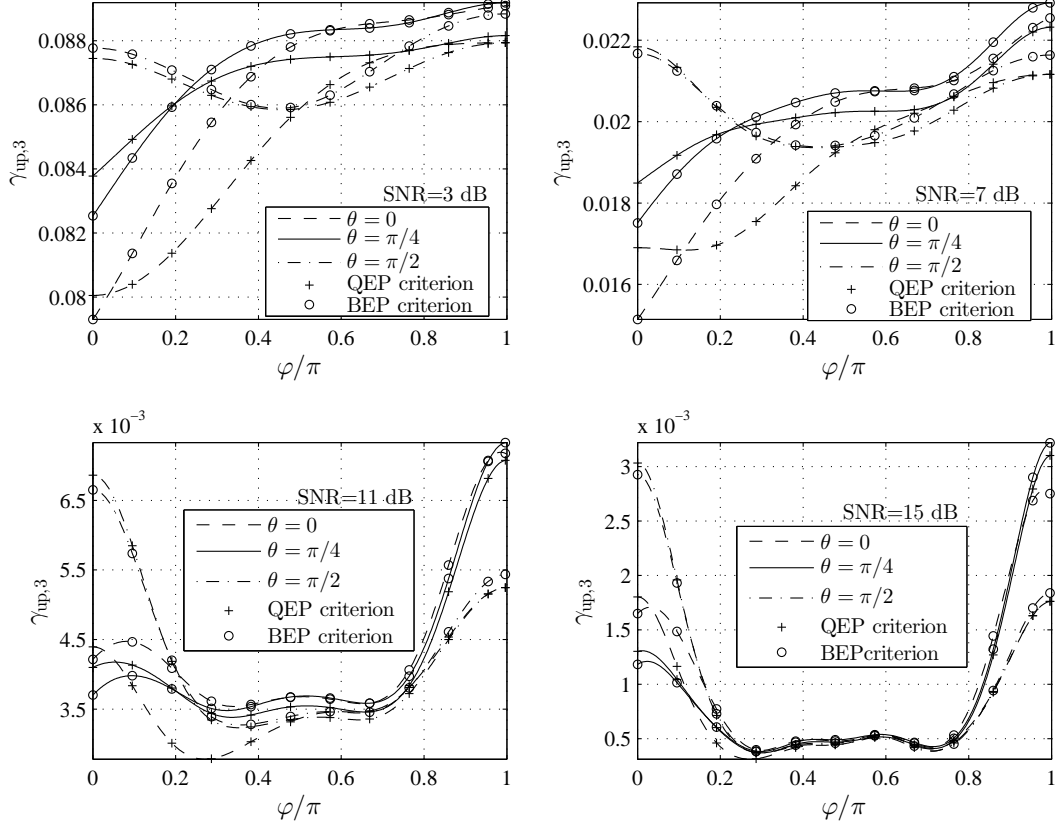 0.088
0.086
0.084
0.082
0.08
γup,3
SNR=3 dB
θ = 0
θ = π/4
θ = π/2
QEP criterion
BEP criterion
0 0.2 0.4 0.6 0.8 1
φ/π
0.022
0.02
0.018
0.016
γup,3
SNR=7 dB
θ = 0
θ = π/4
θ = π/2
QEP criterion
BEP criterion
0 0.2 0.4 0.6 0.8 1
φ/π
x 10⁻³
6.5
5.5
4.5
3.5
γup,3
SNR=11 dB
θ = 0
θ = π/4
θ = π/2
QEP criterion
BEP criterion
0 0.2 0.4 0.6 0.8 1
φ/π
x 10⁻³
3
2.5
2
1.5
1
0.5
γup,3
SNR=15 dB
θ = 0
θ = π/4
θ = π/2
QEP criterion
BEPcriterion
0 0.2 0.4 0.6 0.8 1
φ/π